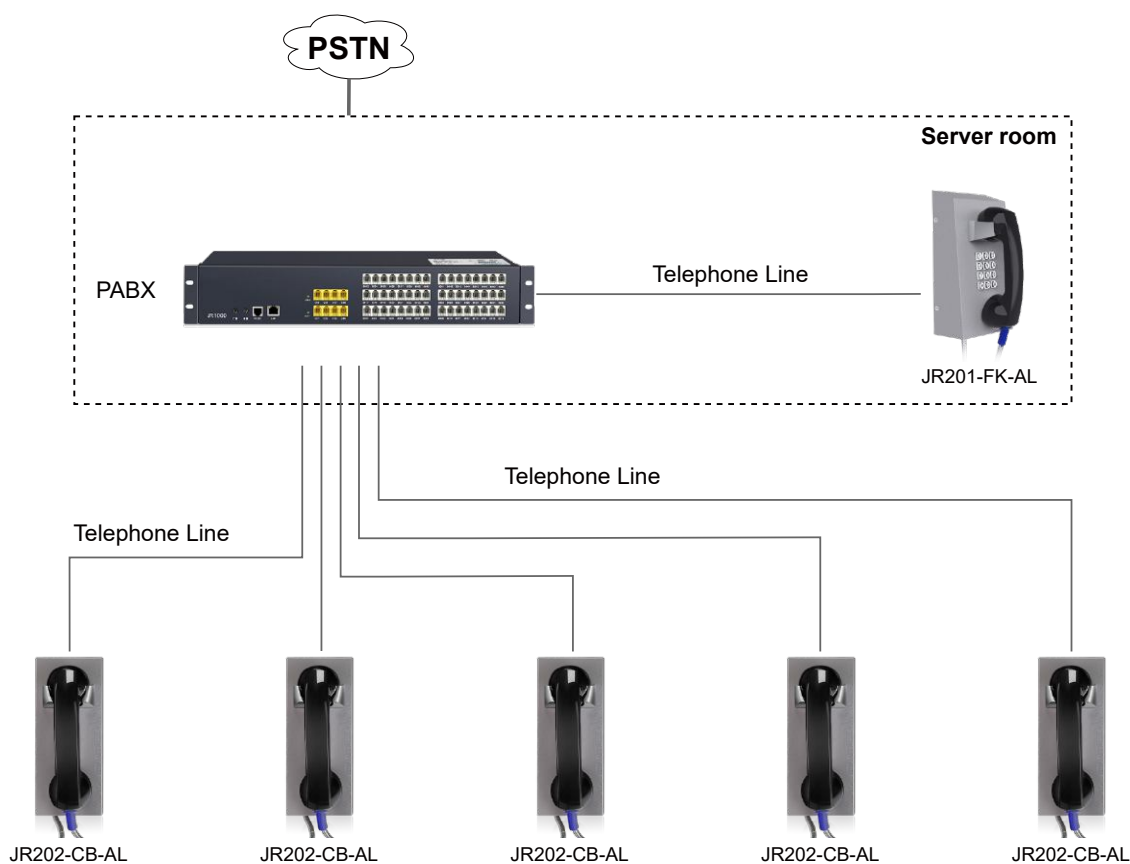 PSTN
Server room
PABX
Telephone Line
JR201-FK-AL
Telephone Line
Telephone Line
JR202-CB-AL
JR202-CB-AL
JR202-CB-AL
JR202-CB-AL
JR202-CB-AL